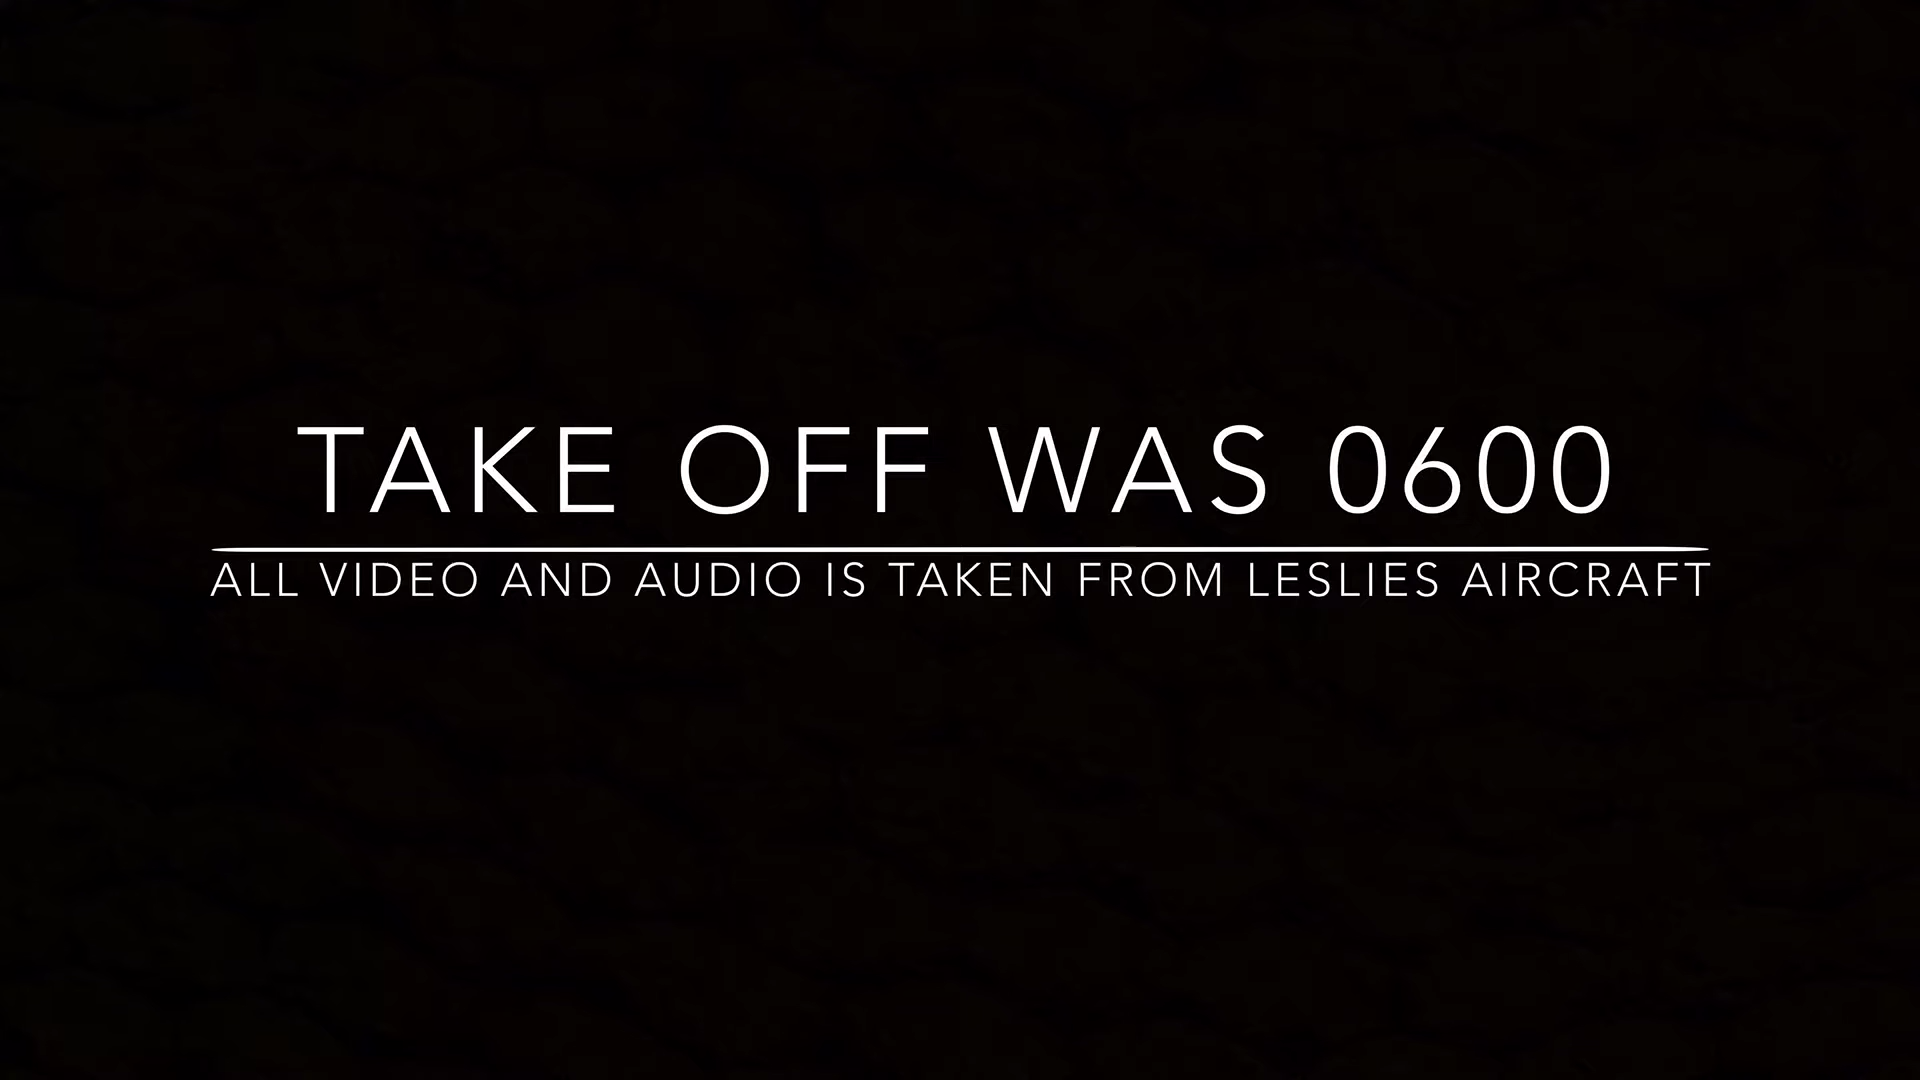 TAKE OFF WAS 0600
ALL VIDEO AND AUDIO IS TAKEN FROM LESLIES AIRCRAFT